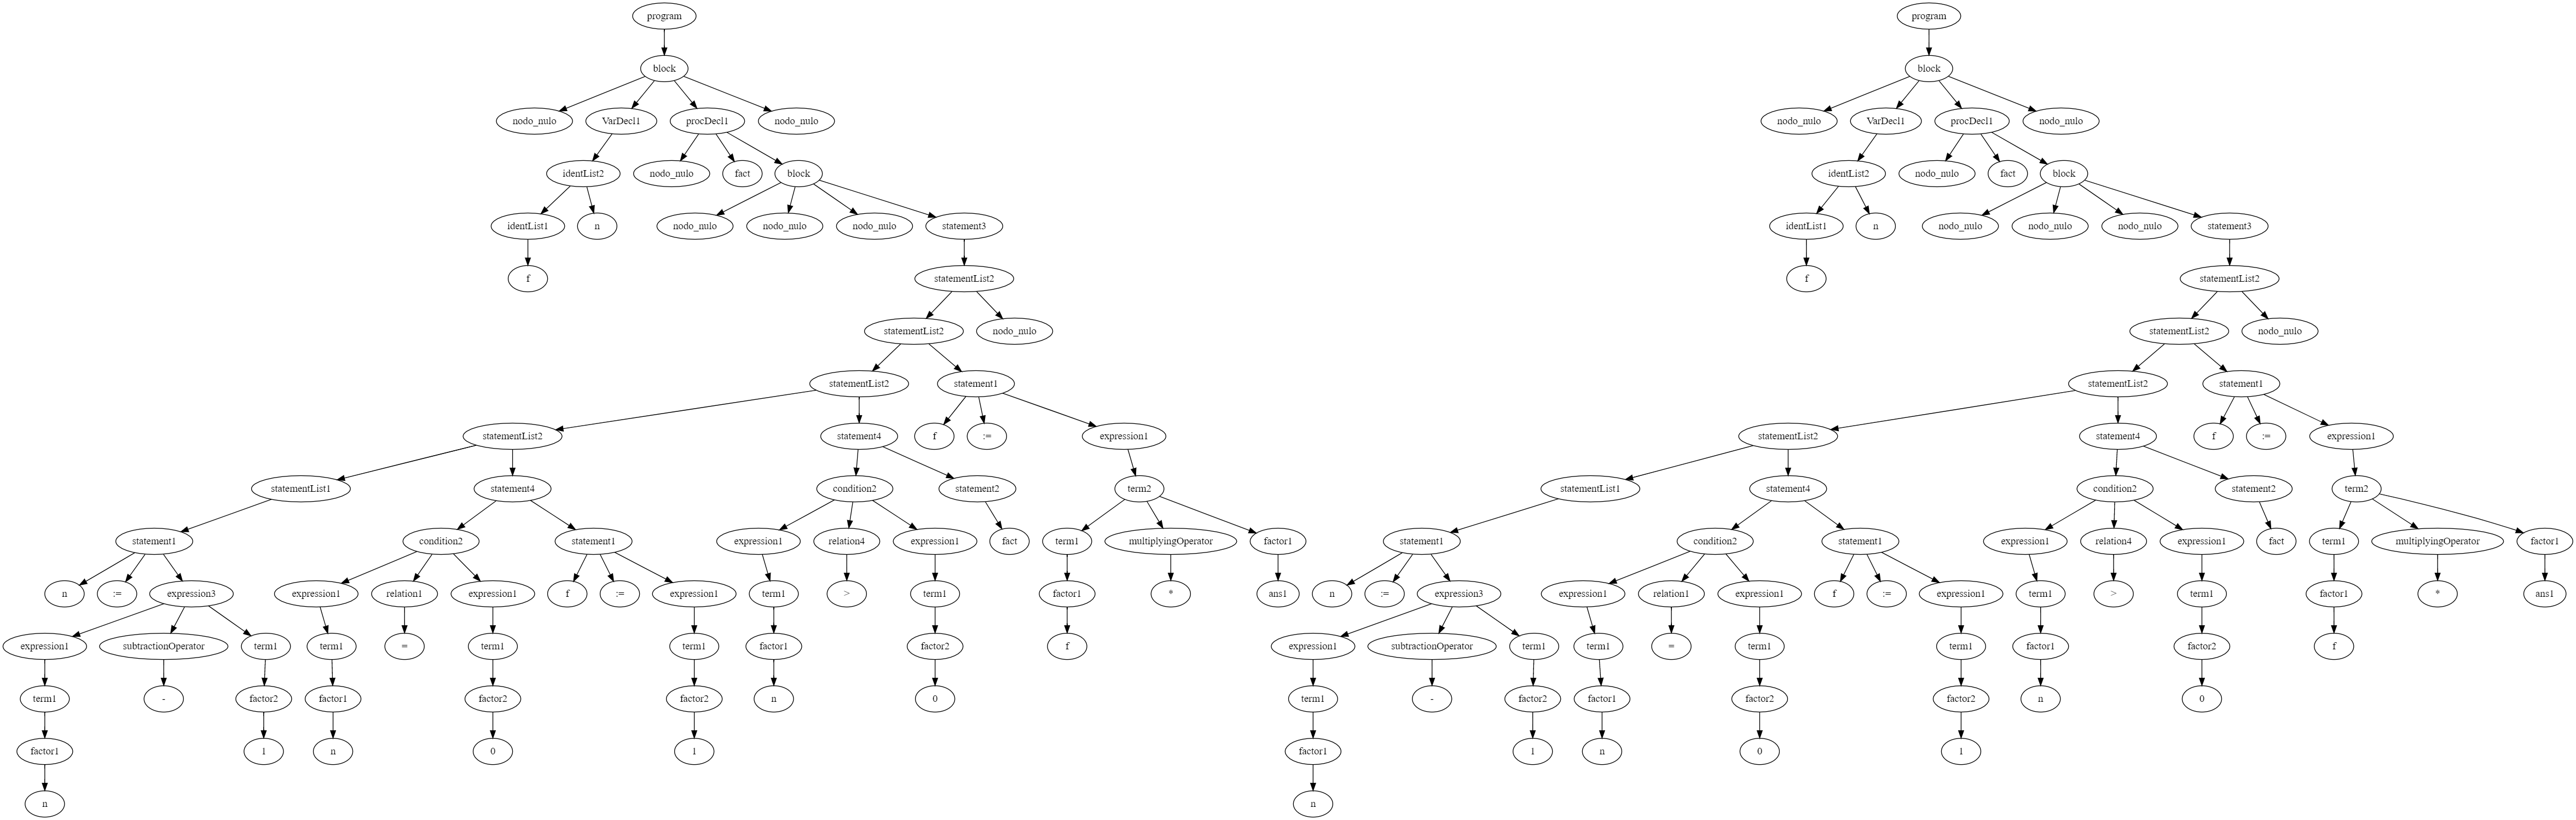 program program
block block
nodo_nulo VarDecl1 procDecl1 nodo_nulo nodo_nulo VarDecl1 procDecl1 nodo_nulo
identList2 nodo_nulo fact block identList2 nodo_nulo fact block
identList1 n nodo_nulo nodo_nulo nodo_nulo statement3 identList1 n nodo_nulo nodo_nulo nodo_nulo statement3
f statementList2 f statementList2
statementList2 nodo_nulo statementList2 nodo_nulo
statementList2 statement1 statementList2 statement1
statementList2 statement4 f := expression1 statementList2 statement4 f := expression1
statementList1 statement4 condition2 statement2 term2 statementList1 statement4 condition2 statement2 term2
statement1 condition2 statement1 expression1 relation4 expression1 fact term1 multiplyingOperator factor1 statement1 condition2 statement1 expression1 relation4 expression1 fact term1 multiplyingOperator factor1
n := expression3 expression1 relation1 expression1 f := expression1 term1 > term1 factor1 * ans1 n := expression3 expression1 relation1 expression1 f := expression1 term1 > term1 factor1 * ans1
expression1 subtractionOperator term1 term1 = term1 term1 factor1 factor2 f expression1 subtractionOperator term1 term1 = term1 term1 factor1 factor2 f
term1 - factor2 factor1 factor2 factor2 n 0 term1 - factor2 factor1 factor2 factor2 n 0
factor1 1 n 0 1 factor1 1 n 0 1
n n